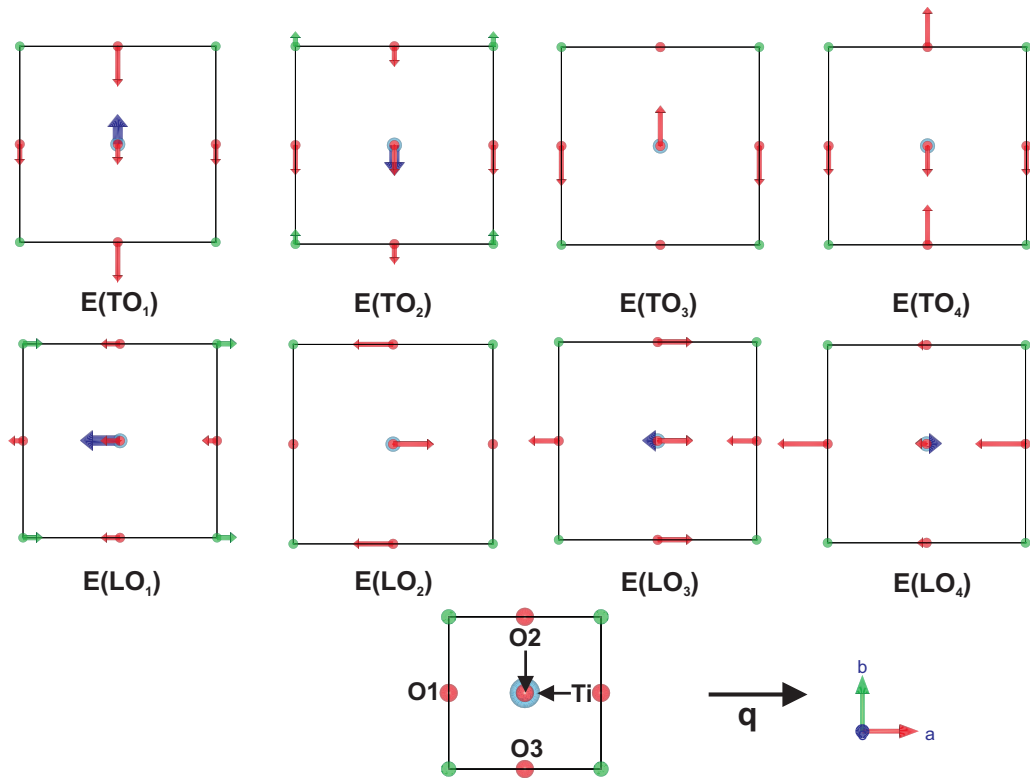 E(TO₁) E(TO₂) E(TO₃) E(TO₄)
E(LO₁) E(LO₂) E(LO₃) E(LO₄)
O2
O1 Ti
O3
q
b
a